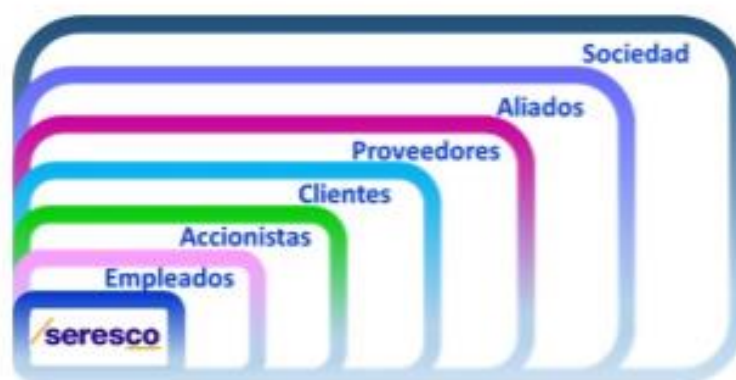 Sociedad
Aliados
Proveedores
Clientes
Accionistas
Empleados
seresco